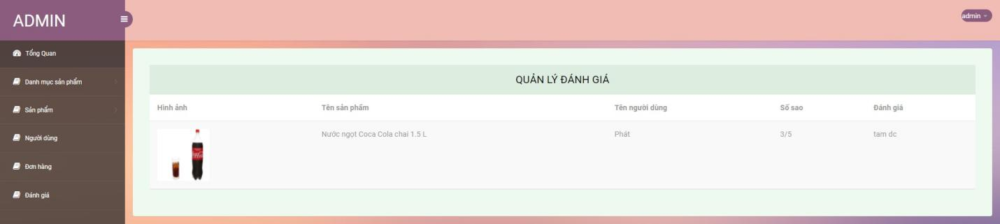 ADMIN
admin
Tổng Quan
Danh mục sản phẩm
Sản phẩm
Người dùng
Đơn hàng
Đánh giá
QUẢN LÝ ĐÁNH GIÁ
Hình ảnh Tên sản phẩm Tên người dùng Số sao Đánh giá
Nước ngọt Coca Cola chai 1.5 L Phát 3/5 tam dc